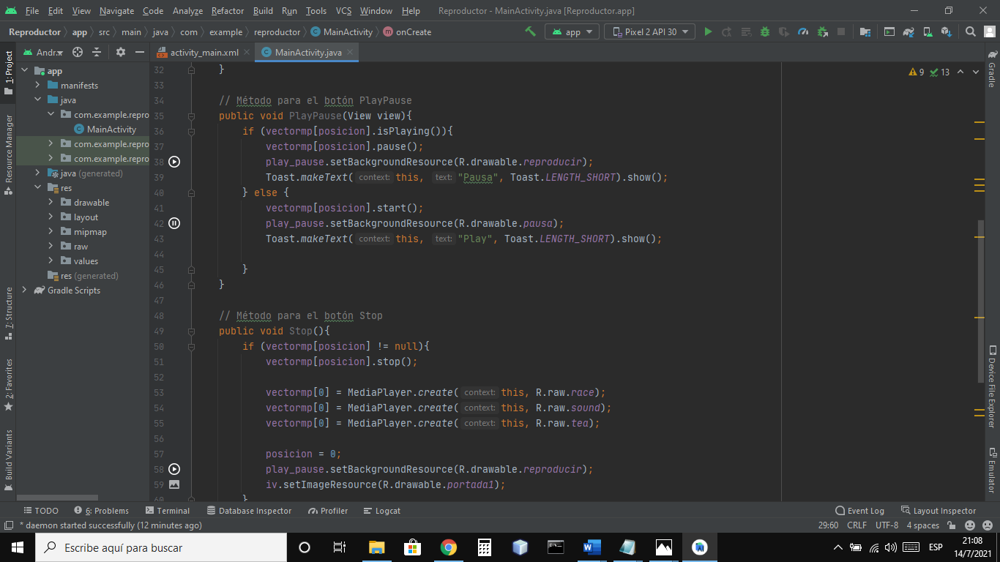 File Edit View Navigate Code Analyze Refactor Build Run Tools VCS Window Help Reproductor - MainActivity.java [Reproductor.app]
Reproductor app src main java com example reproductor MainActivity onCreate app Pixel 2 API 30
1: Project
Resource Manager
7: Structure
2: Favorites
Build Variants
Andr...
app
manifests
java
com.example.repro
MainActivity
com.example.repro
com.example.repro
java (generated)
res
drawable
layout
mipmap
raw
values
res (generated)
Gradle Scripts
activity_main.xml MainActivity.java
9 13
32 }
33
34 // Método para el botón PlayPause
35 public void PlayPause(View view){
36 if (vectormp[posicion].isPlaying()){
37 vectormp[posicion].pause();
38 play_pause.setBackgroundResource(R.drawable.reproducir);
39 Toast.makeText( context: this, text: "Pausa", Toast.LENGTH_SHORT).show();
40 } else {
41 vectormp[posicion].start();
42 play_pause.setBackgroundResource(R.drawable.pausa);
43 Toast.makeText( context: this, text: "Play", Toast.LENGTH_SHORT).show();
44
45 }
46 }
47
48 // Método para el botón Stop
49 public void Stop(){
50 if (vectormp[posicion] != null){
51 vectormp[posicion].stop();
52
53 vectormp[0] = MediaPlayer.create( context: this, R.raw.race);
54 vectormp[0] = MediaPlayer.create( context: this, R.raw.sound);
55 vectormp[0] = MediaPlayer.create( context: this, R.raw.tea);
56
57 posicion = 0;
58 play_pause.setBackgroundResource(R.drawable.reproducir);
59 iv.setImageResource(R.drawable.portada1);
60 }
Gradle
Device File Explorer
Emulator
TODO 6: Problems Terminal Database Inspector Profiler Logcat Event Log Layout Inspector
* daemon started successfully (12 minutes ago) 29:60 CRLF UTF-8 4 spaces
Escribe aquí para buscar
ESP
21:08
14/7/2021